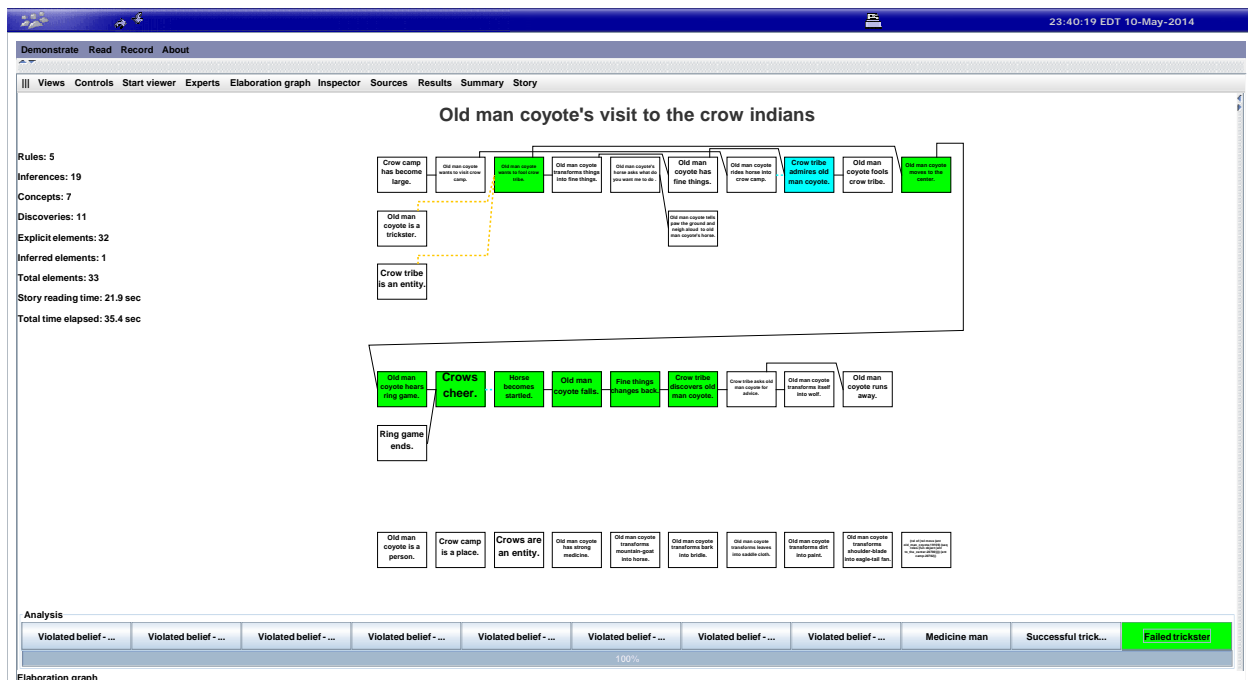 23:40:19 EDT 10-May-2014
Demonstrate Read Record About
||| Views Controls Start viewer Experts Elaboration graph Inspector Sources Results Summary Story
Old man coyote's visit to the crow indians
Rules: 5
Inferences: 19
Concepts: 7
Discoveries: 11
Explicit elements: 32
Inferred elements: 1
Total elements: 33
Story reading time: 21.9 sec
Total time elapsed: 35.4 sec
Crow camp
has become
large.
Old man coyote
wants to visit crow
camp.
Old man coyote
wants to fool crow
tribe.
Old man coyote
transforms things
into fine things.
Old man coyote's
horse asks what do
you want me to do .
Old man
coyote has
fine things.
Old man coyote
rides horse into
crow camp.
Crow tribe
admires old
man coyote.
Old man
coyote fools
crow tribe.
Old man coyote
moves to the
center.
Old man
coyote is a
trickster.
Old man coyote tells
paw the ground and
neigh aloud to old
man coyote's horse.
Crow tribe
is an entity.
Old man
coyote hears
ring game.
Crows
cheer.
Horse
becomes
startled.
Old man
coyote falls.
Fine things
changes back.
Crow tribe
discovers old
man coyote.
Crow tribe asks old
man coyote for
advice.
Old man coyote
transforms itself
into wolf.
Old man
coyote runs
away.
Ring game
ends.
Old man
coyote is a
person.
Crow camp
is a place.
Crows are
an entity.
Old man coyote
has strong
medicine.
Old man coyote
transforms
mountain-goat
into horse.
Old man coyote
transforms bark
into bridle.
Old man coyote
transforms leaves
into saddle cloth.
Old man coyote
transforms dirt
into paint.
Old man coyote
transforms
shoulder-blade
into eagle-tail fan.
Analysis
Violated belief - ...
Violated belief - ...
Violated belief - ...
Violated belief - ...
Violated belief - ...
Violated belief - ...
Violated belief - ...
Violated belief - ...
Medicine man
Successful trick...
Failed trickster
100%
Elaboration graph